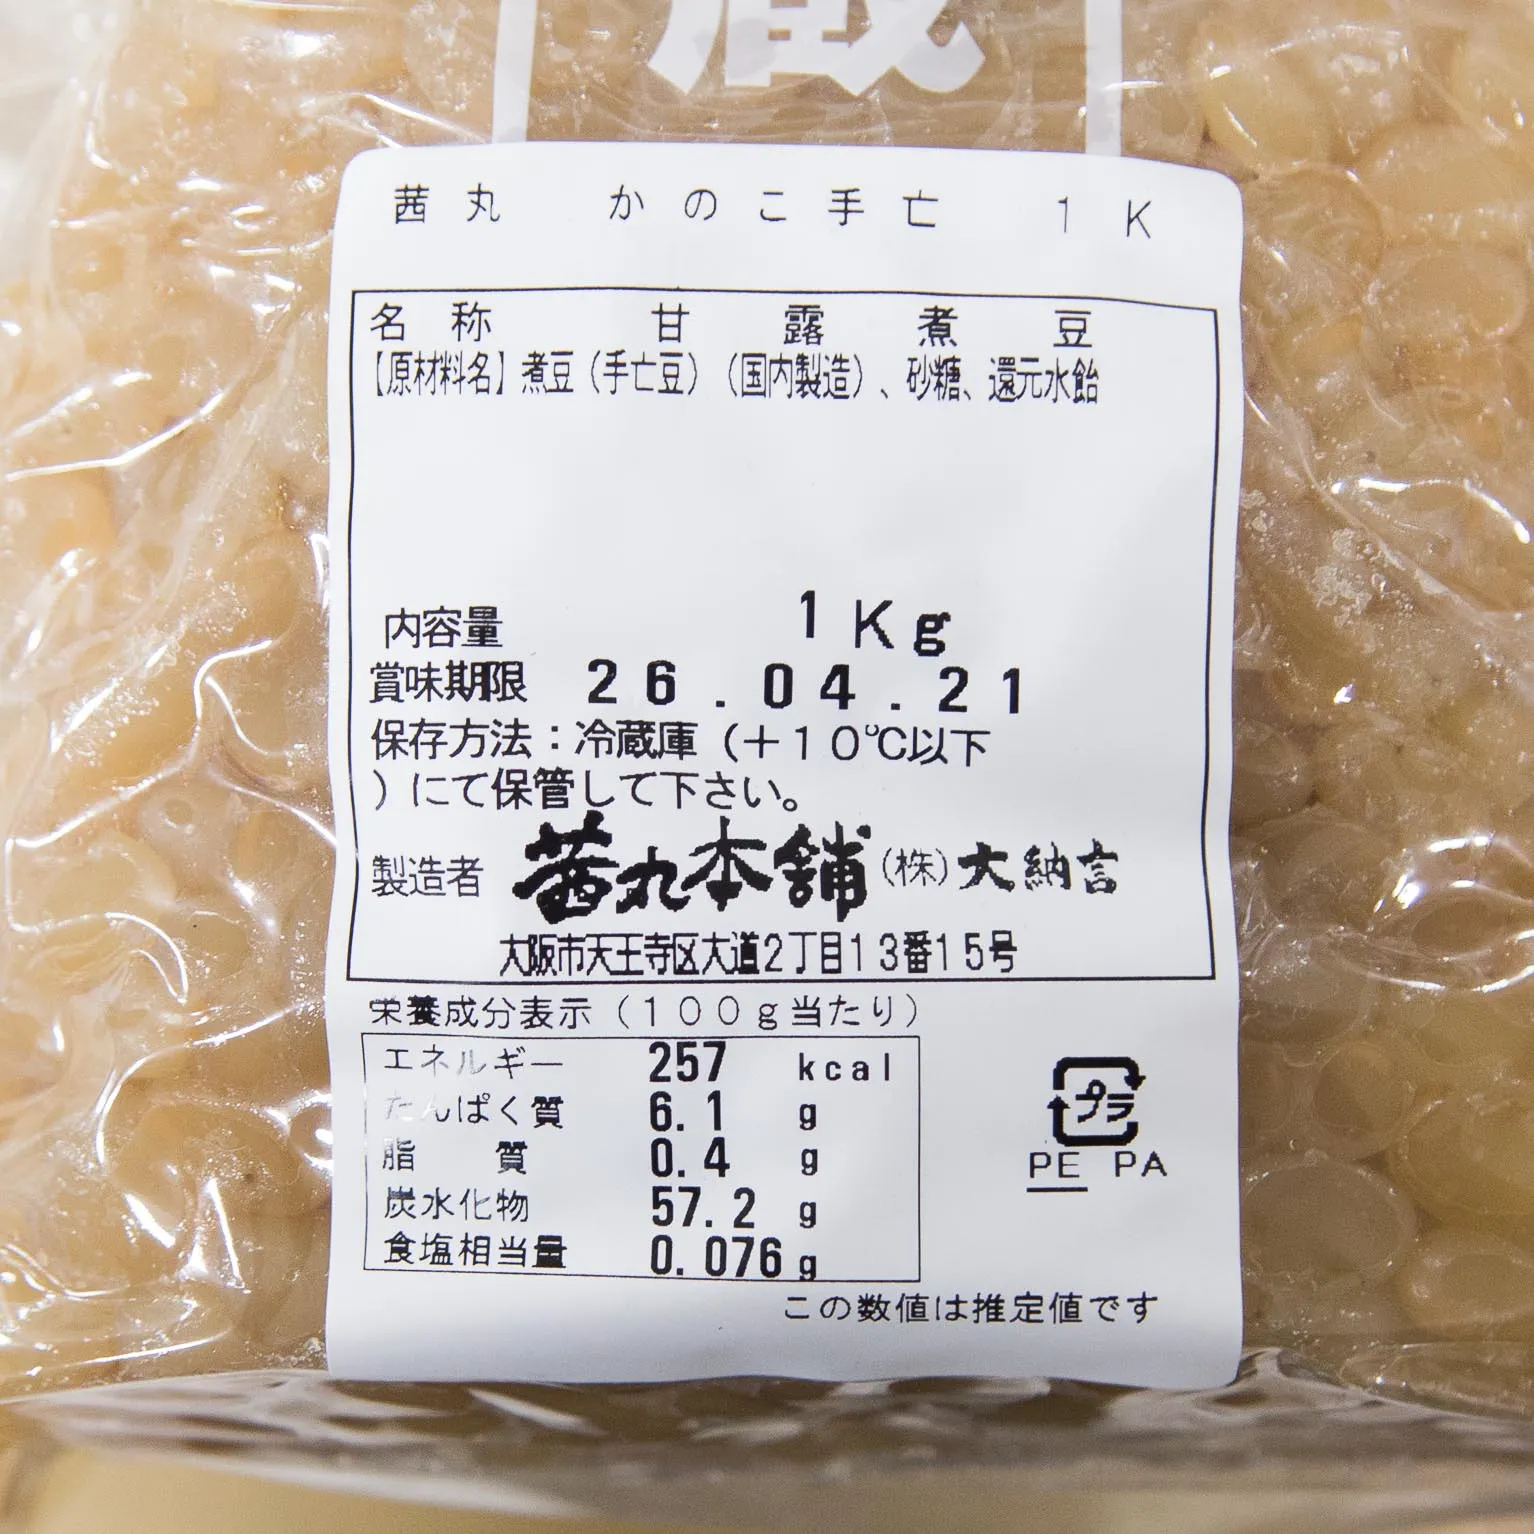 蔵
茜丸　かのこ手亡　１Ｋ
名称　甘露煮豆
【原材料名】煮豆（手亡豆）（国内製造）、砂糖、還元水飴
内容量　１Ｋｇ
賞味期限　26.04.21
保存方法：冷蔵庫（＋１０℃以下
）にて保管して下さい。
製造者　茜丸本舗（株）大納言
大阪市天王寺区大道２丁目１３番１５号
栄養成分表示（１００ｇ当たり）
エネルギー　257　kcal
たんぱく質　6.1　g
脂質　0.4　g
炭水化物　57.2　g
食塩相当量　0.076　g
プラ
PE PA
この数値は推定値です